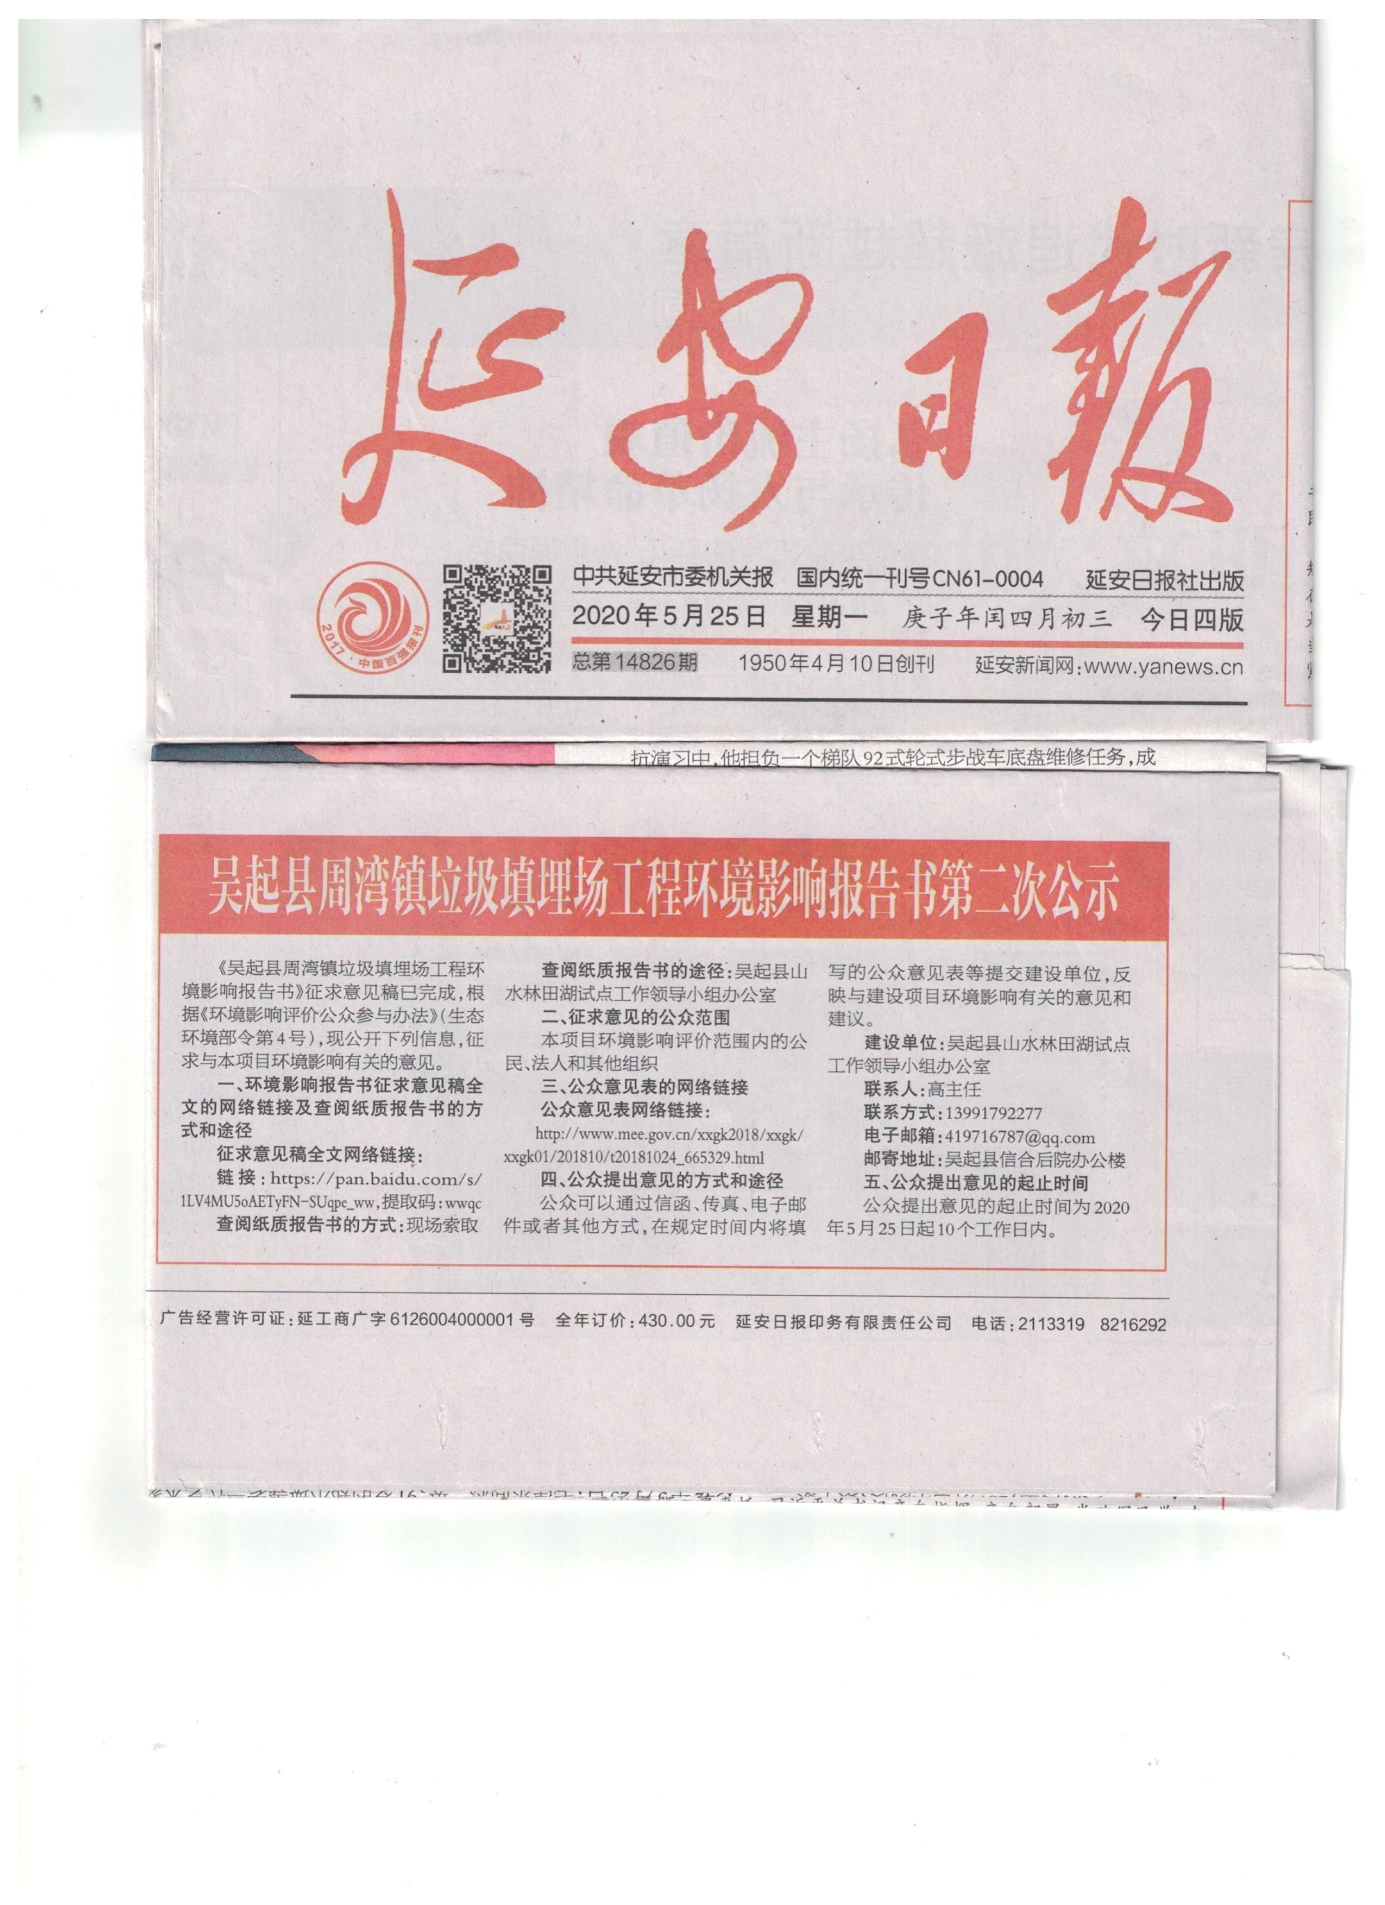 延安日报
2017·中国百强报刊
中共延安市委机关报 国内统一刊号CN61-0004 延安日报社出版
2020年5月25日 星期一 庚子年闰四月初三 今日四版
总第14826期 1950年4月10日创刊 延安新闻网:www.yanews.cn
抗演习中,他担负一个梯队92式轮式步战车底盘维修任务,成
吴起县周湾镇垃圾填埋场工程环境影响报告书第二次公示
《吴起县周湾镇垃圾填埋场工程环
境影响报告书》征求意见稿已完成,根
据《环境影响评价公众参与办法》(生态
环境部令第4号),现公开下列信息,征
求与本项目环境影响有关的意见。
一、环境影响报告书征求意见稿全
文的网络链接及查阅纸质报告书的方
式和途径
征求意见稿全文网络链接:
链接:https://pan.baidu.com/s/
1LV4MU5oAETyFN-SUqpe_ww,提取码:wwqc
查阅纸质报告书的方式:现场索取
查阅纸质报告书的途径:吴起县山
水林田湖试点工作领导小组办公室
二、征求意见的公众范围
本项目环境影响评价范围内的公
民、法人和其他组织
三、公众意见表的网络链接
公众意见表网络链接:
http://www.mee.gov.cn/xxgk2018/xxgk/
xxgk01/201810/t20181024_665329.html
四、公众提出意见的方式和途径
公众可以通过信函、传真、电子邮
件或者其他方式,在规定时间内将填
写的公众意见表等提交建设单位,反
映与建设项目环境影响有关的意见和
建议。
建设单位:吴起县山水林田湖试点
工作领导小组办公室
联系人:高主任
联系方式:13991792277
电子邮箱:419716787@qq.com
邮寄地址:吴起县信合后院办公楼
五、公众提出意见的起止时间
公众提出意见的起止时间为2020
年5月25日起10个工作日内。
广告经营许可证:延工商广字6126004000001号 全年订价:430.00元 延安日报印务有限责任公司 电话:2113319 8216292